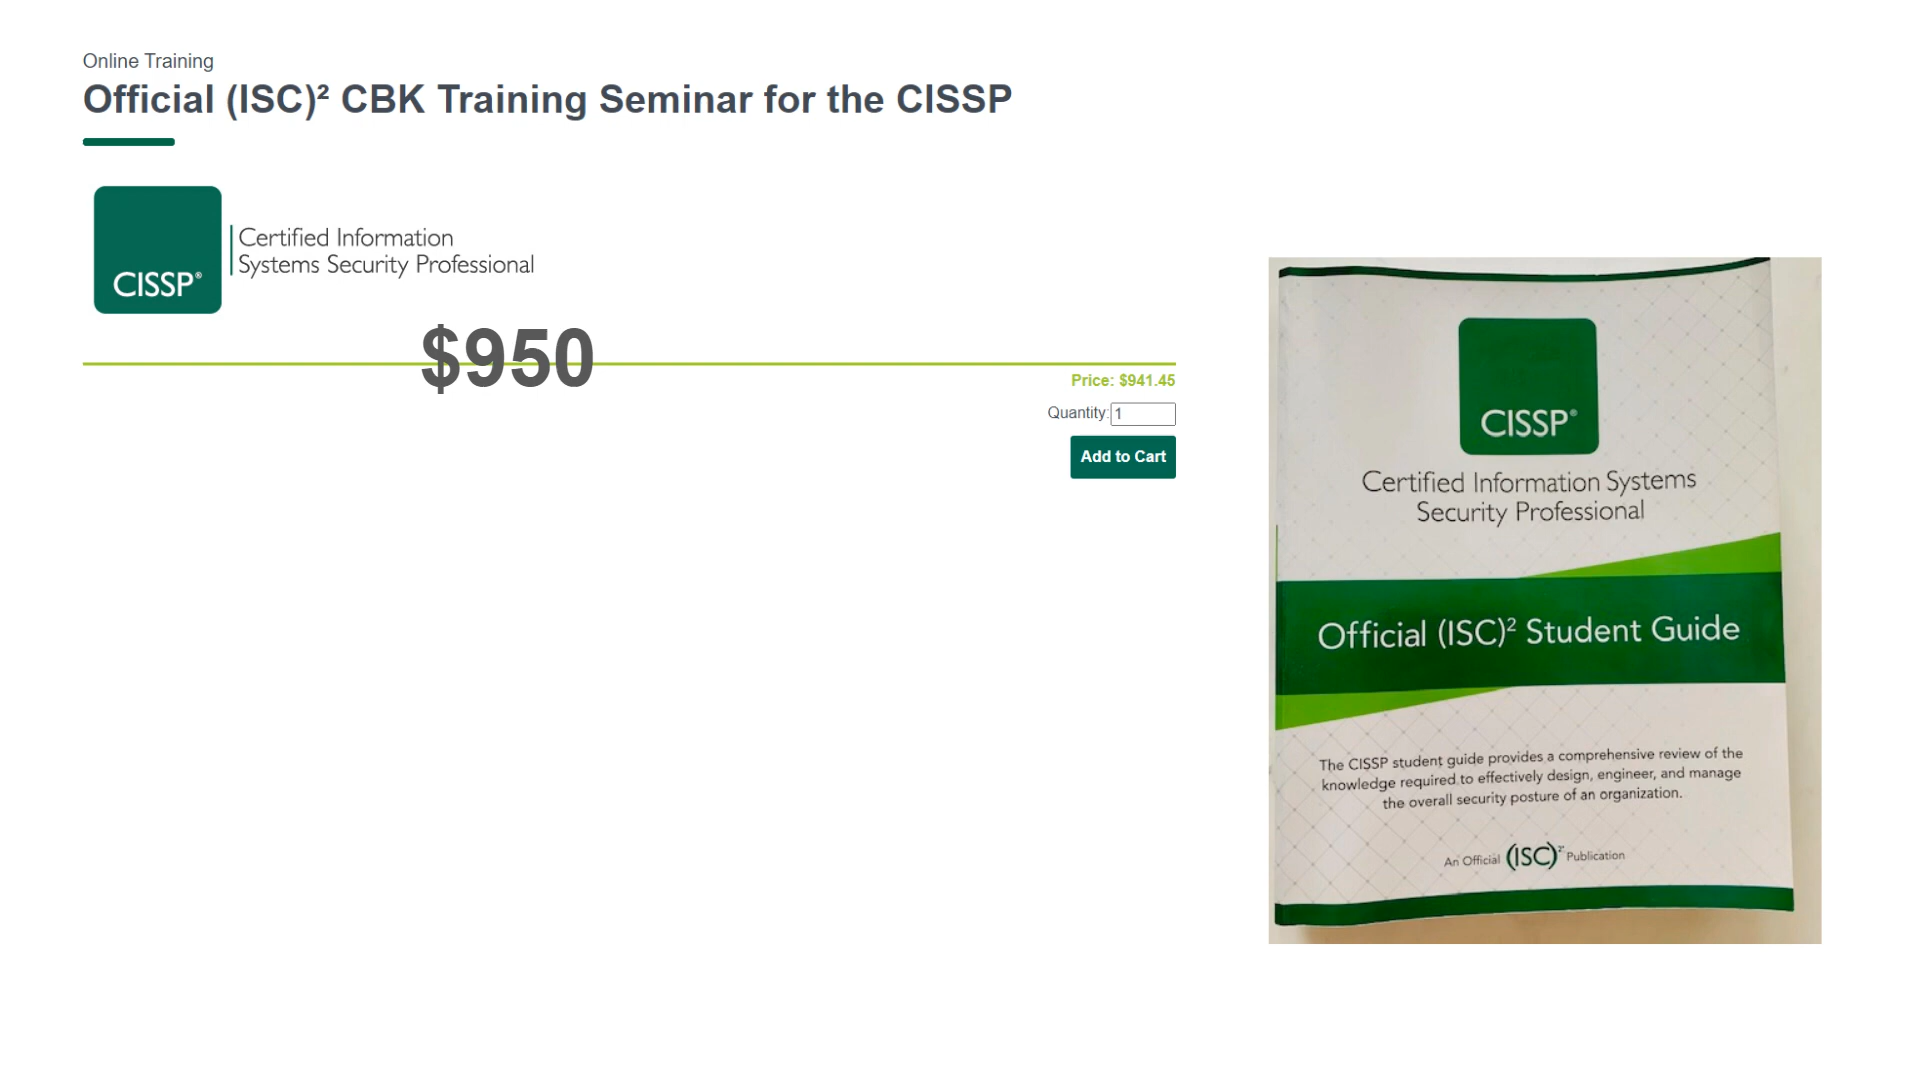 Online Training
Official (ISC)² CBK Training Seminar for the CISSP
CISSP®
Certified Information
Systems Security Professional
$950
Price: $941.45
Quantity: 1
Add to Cart
CISSP®
Certified Information Systems
Security Professional
Official (ISC)² Student Guide
The CISSP student guide provides a comprehensive review of the
knowledge required to effectively design, engineer, and manage
the overall security posture of an organization.
An Official (ISC)²® Publication